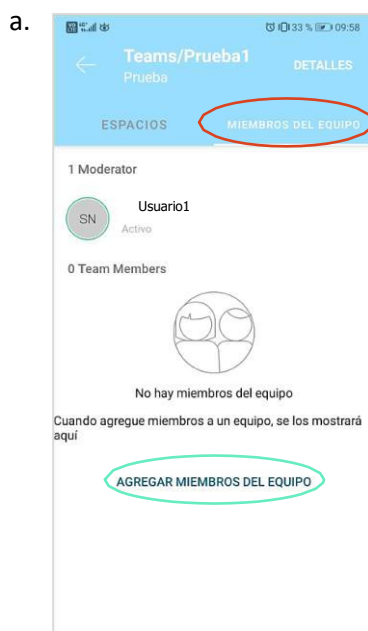 a.
33 % 09:58
Teams/Prueba1
DETALLES
Prueba
ESPACIOS
MIEMBROS DEL EQUIPO
1 Moderator
SN
Usuario1
Activo
0 Team Members
No hay miembros del equipo
Cuando agregue miembros a un equipo, se los mostrará
aquí
AGREGAR MIEMBROS DEL EQUIPO